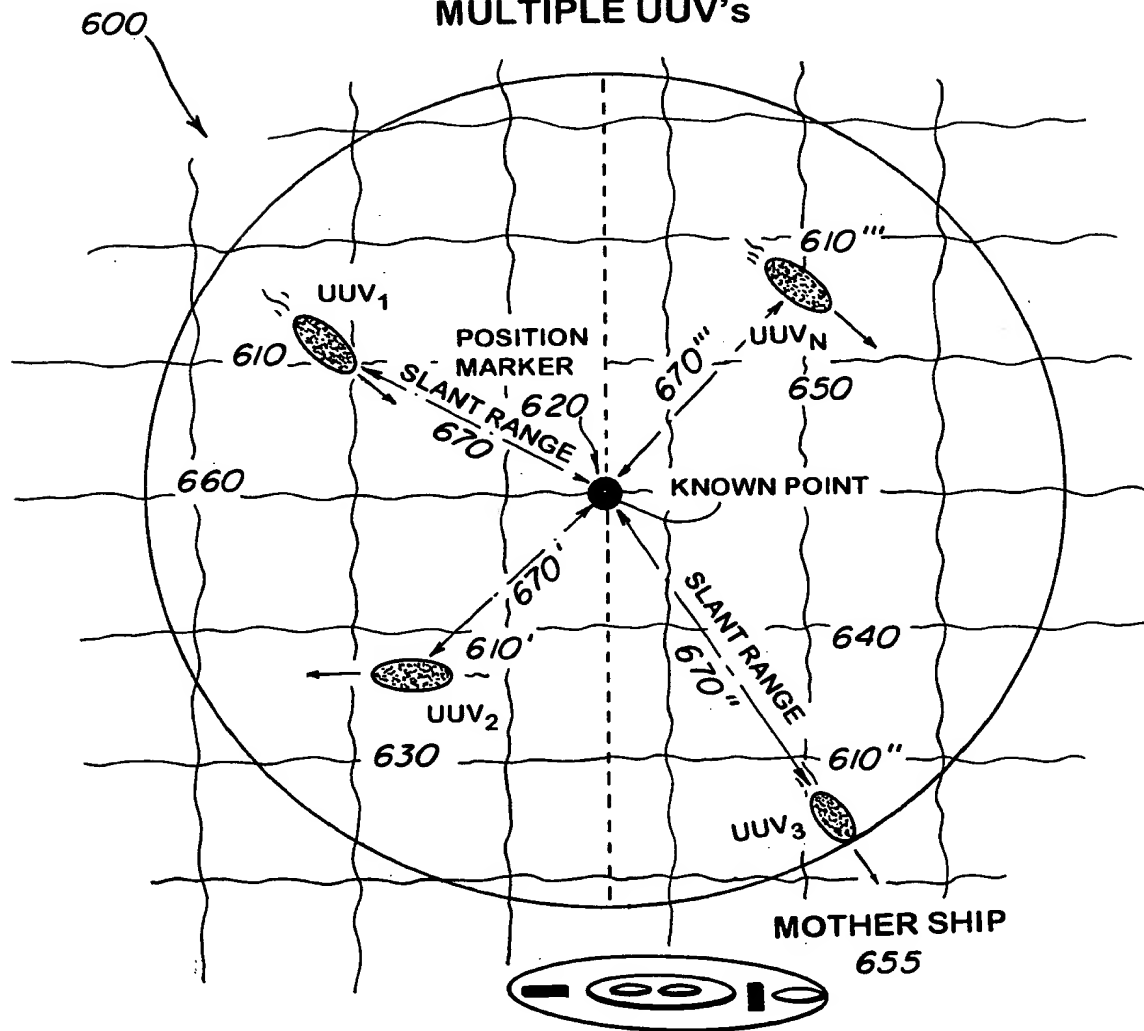 MULTIPLE UUV's
600
610'''
UUV₁
POSITION
MARKER
UUVN
610
SLANT RANGE
670'''
650
620
670
660
KNOWN POINT
670'
SLANT RANGE
610'
640
670''
UUV₂
630
610''
UUV₃
MOTHER SHIP
655